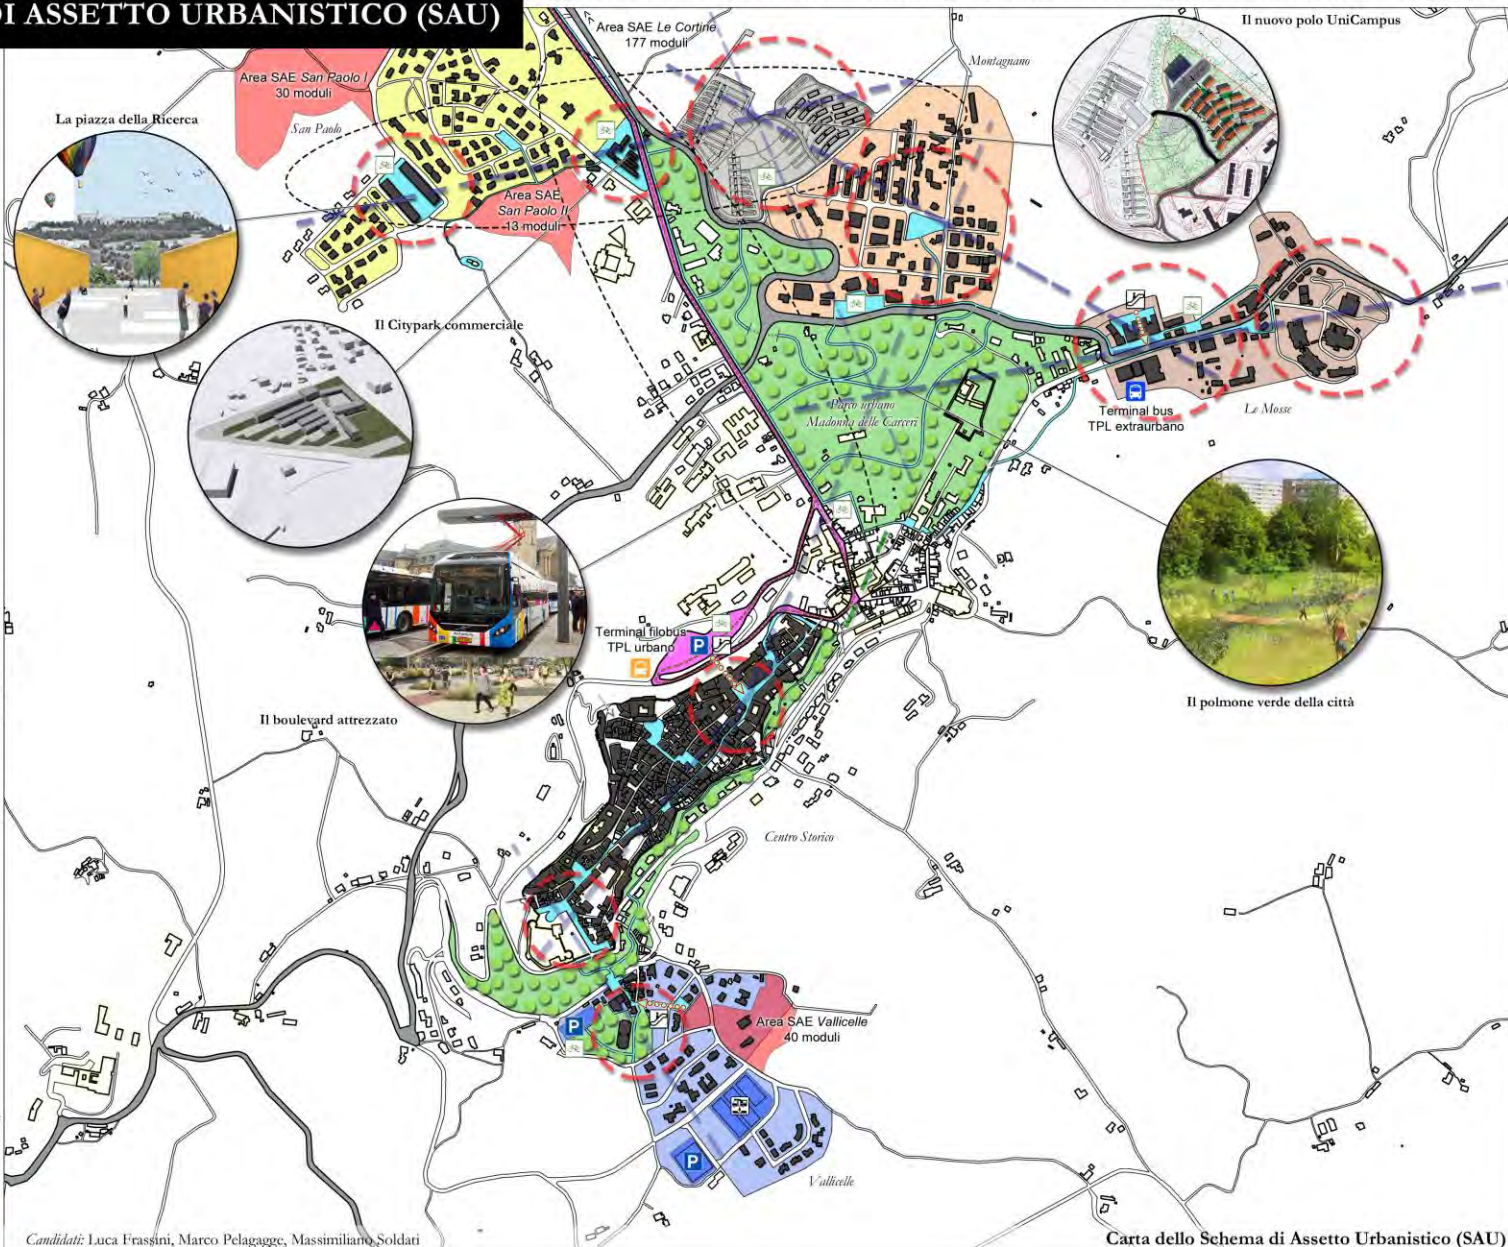 DI ASSETTO URBANISTICO (SAU)
Area SAE Le Cortine
177 moduli
Il nuovo polo UniCampus
Montagnano
Area SAE San Paolo I
30 moduli
San Paolo
La piazza della Ricerca
Area SAE
San Paolo II
13 moduli
Il Citypark commerciale
Parco urbano
Madonna delle Carceri
Terminal bus
TPL extraurbano
Le Mosse
Terminal filobus
TPL urbano
P
Il polmone verde della città
Il boulevard attrezzato
Centro Storico
P
Area SAE Vallicelle
40 moduli
P
Vallicelle
Candidati: Luca Frassini, Marco Pelagagge, Massimiliano Soldati
Carta dello Schema di Assetto Urbanistico (SAU)